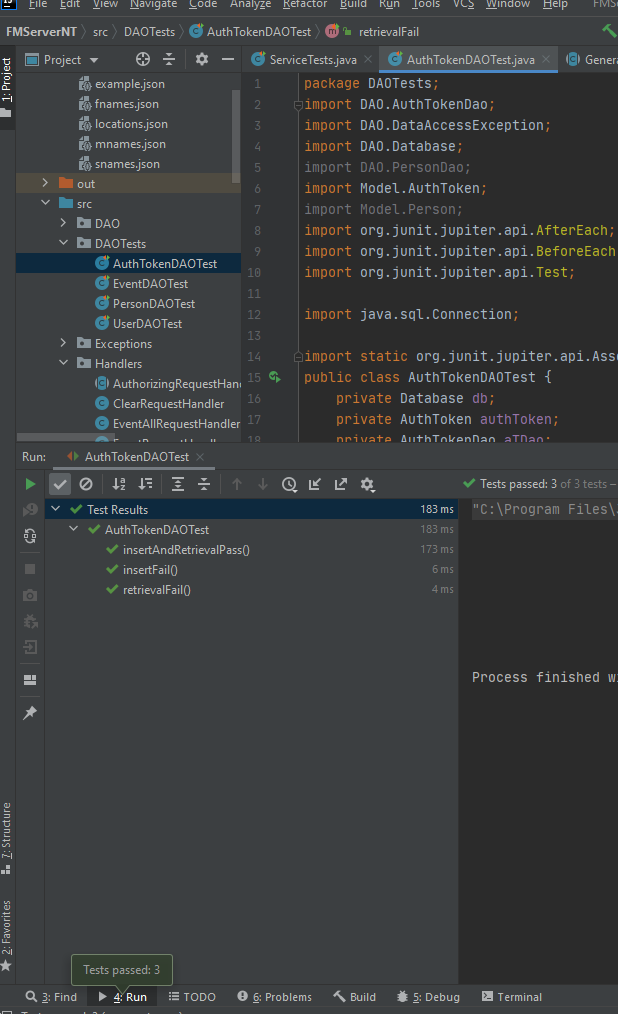 File Edit View Navigate Code Analyze Refactor Build Run Tools VCS Window Help FMS
FMServerNT src DAOTests AuthTokenDAOTest retrievalFail
Project
ServiceTests.java AuthTokenDAOTest.java Gener
1: Project
example.json
fnames.json
locations.json
mnames.json
snames.json
out
src
DAO
DAOTests
AuthTokenDAOTest
EventDAOTest
PersonDAOTest
UserDAOTest
Exceptions
Handlers
AuthorizingRequestHan
ClearRequestHandler
EventAllRequestHandler
1 package DAOTests;
2 import DAO.AuthTokenDao;
3 import DAO.DataAccessException;
4 import DAO.Database;
5 import DAO.PersonDao;
6 import Model.AuthToken;
7 import Model.Person;
8 import org.junit.jupiter.api.AfterEach;
9 import org.junit.jupiter.api.BeforeEach
10 import org.junit.jupiter.api.Test;
11
12 import java.sql.Connection;
13
14 import static org.junit.jupiter.api.Ass
15 public class AuthTokenDAOTest {
16 private Database db;
17 private AuthToken authToken;
18 private AuthTokenDao aTDao;
Run: AuthTokenDAOTest
Tests passed: 3 of 3 tests –
Test Results 183 ms
AuthTokenDAOTest 183 ms
insertAndRetrievalPass() 173 ms
insertFail() 6 ms
retrievalFail() 4 ms
"C:\Program Files\
Process finished w
7: Structure
2: Favorites
Tests passed: 3
3: Find 4: Run TODO 6: Problems Build 5: Debug Terminal